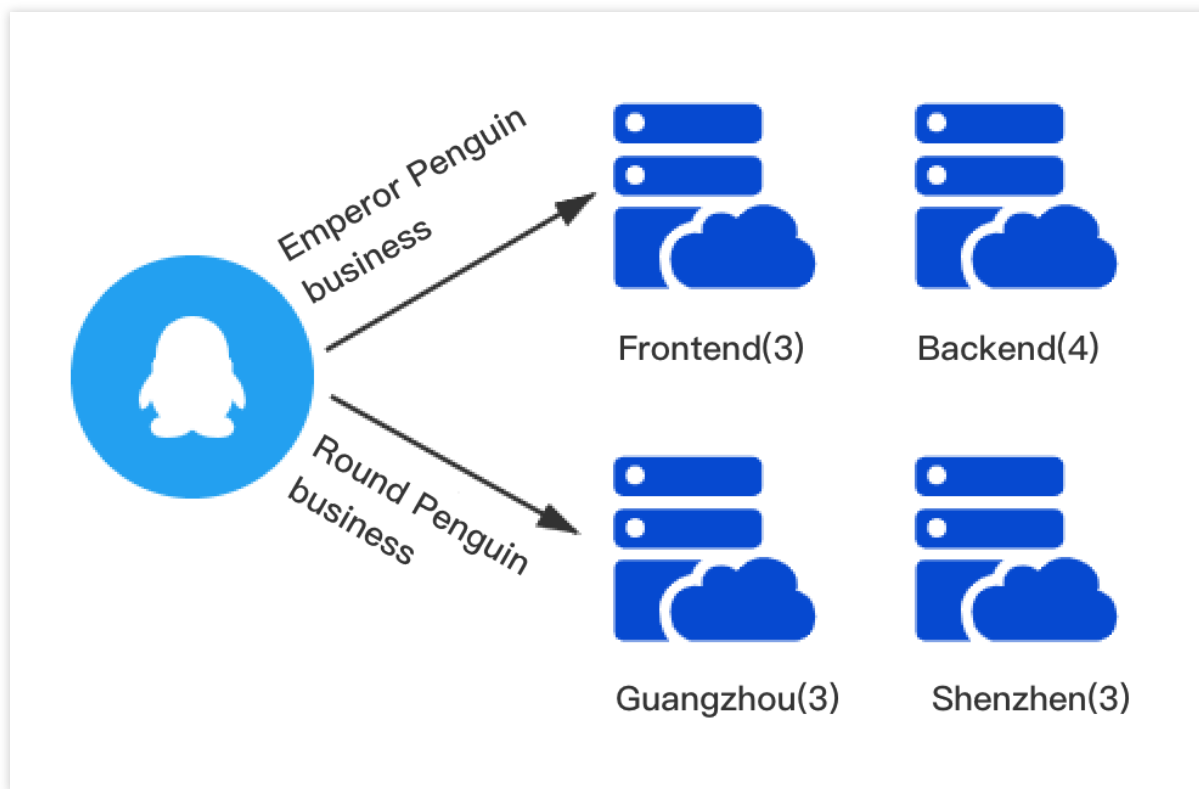 Emperor Penguin
business
Frontend(3)
Backend(4)
Round Penguin
business
Guangzhou(3)
Shenzhen(3)